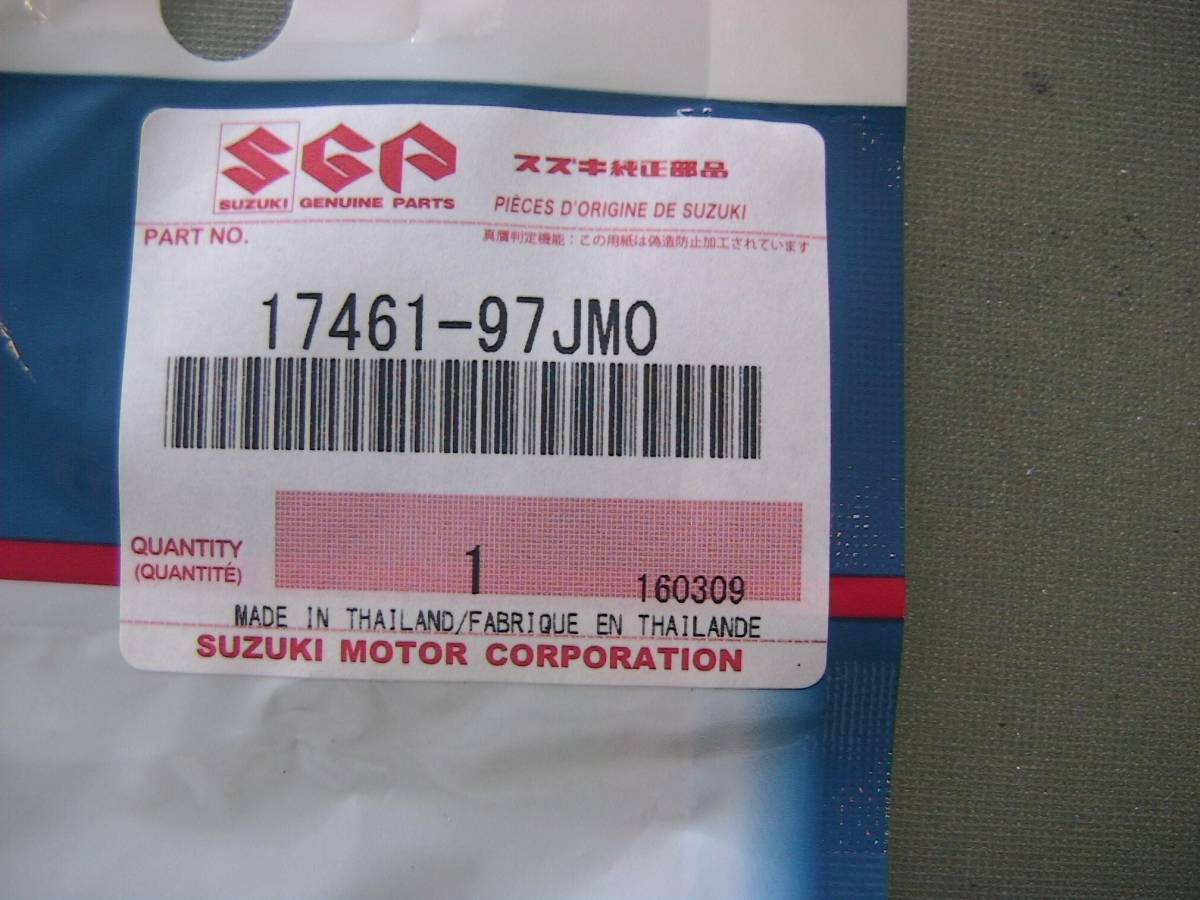 SGP
SUZUKI GENUINE PARTS
スズキ純正部品
PIÈCES D'ORIGINE DE SUZUKI
PART NO.
真贋判定機能：この用紙は偽造防止加工されています
17461-97JM0
QUANTITY
(QUANTITÉ)
1
160309
MADE IN THAILAND/FABRIQUE EN THAILANDE
SUZUKI MOTOR CORPORATION